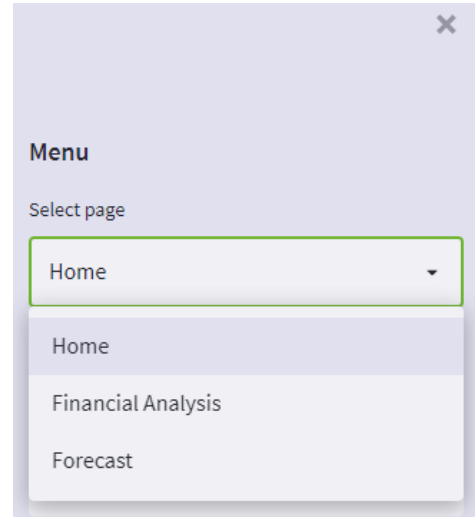 Menu
Select page
Home
Home
Financial Analysis
Forecast